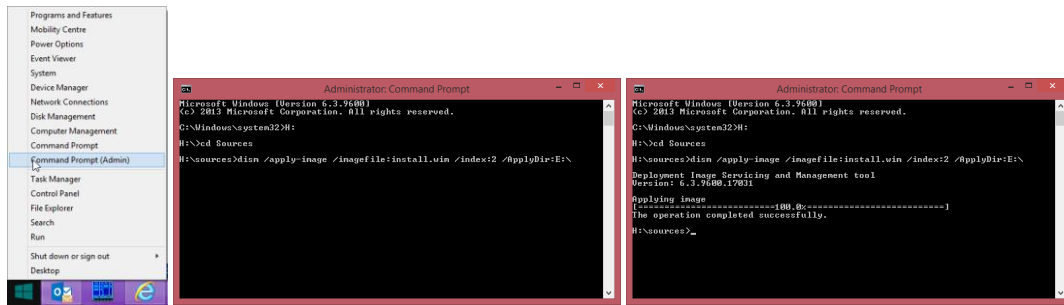 Programs and Features
Mobility Centre
Power Options
Event Viewer
System
Device Manager
Network Connections
Disk Management
Computer Management
Command Prompt
Command Prompt (Admin)
Task Manager
Control Panel
File Explorer
Search
Run
Shut down or sign out
Desktop
Administrator: Command Prompt
Microsoft Windows [Version 6.3.9600]
(c) 2013 Microsoft Corporation. All rights reserved.
C:\Windows\system32>H:
H:\>cd Sources
H:\sources>dism /apply-image /imagefile:install.wim /index:2 /ApplyDir:E:\
Administrator: Command Prompt
Microsoft Windows [Version 6.3.9600]
(c) 2013 Microsoft Corporation. All rights reserved.
C:\Windows\system32>H:
H:\>cd Sources
H:\sources>dism /apply-image /imagefile:install.wim /index:2 /ApplyDir:E:\
Deployment Image Servicing and Management tool
Version: 6.3.9600.17031
Applying image
[==========================100.0%==========================]
The operation completed successfully.
H:\sources>_